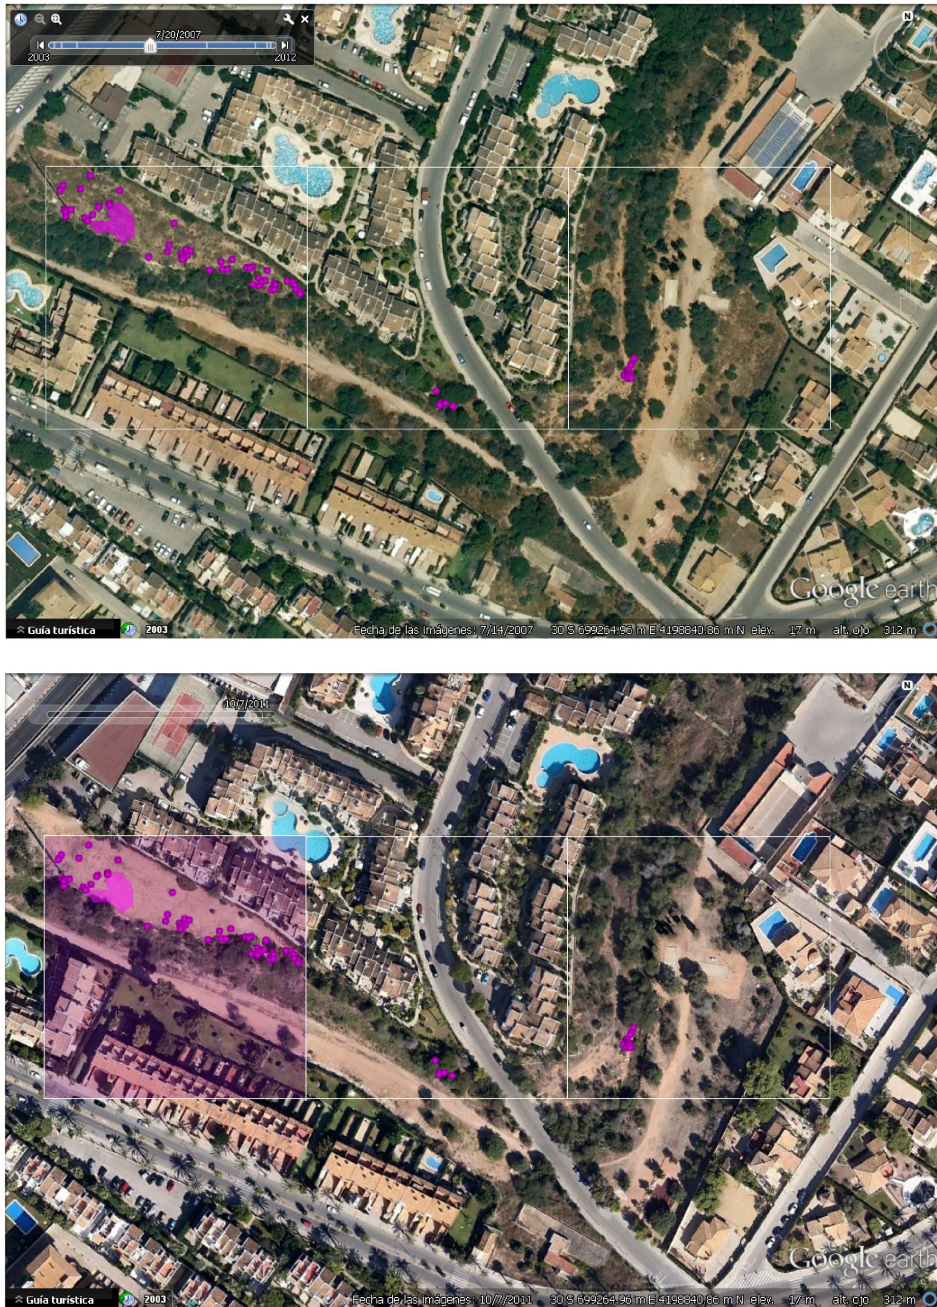 N
7/20/2007
2003
2012
Google earth
Guía turística
2003
Fecha de las imágenes: 7/14/2007 30 S 699264.96 m E 4198840.86 m N elev. 17 m alt. ojo 312 m
N
10/7/2011
Google earth
Guía turística
2003
Fecha de las imágenes: 10/7/2011 30 S 699264.96 m E 4198840.86 m N elev. 17 m alt. ojo 312 m